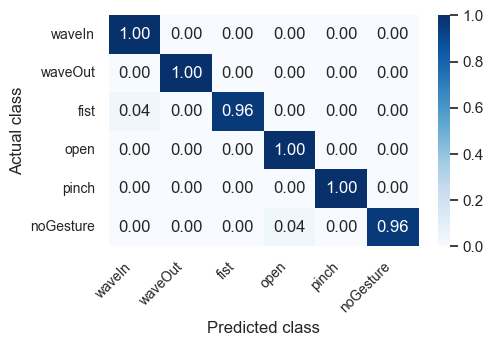 waveIn 1.00 0.00 0.00 0.00 0.00 0.00
waveOut 0.00 1.00 0.00 0.00 0.00 0.00
fist 0.04 0.00 0.96 0.00 0.00 0.00
open 0.00 0.00 0.00 1.00 0.00 0.00
pinch 0.00 0.00 0.00 0.00 1.00 0.00
noGesture 0.00 0.00 0.00 0.04 0.00 0.96
Actual class
waveIn waveOut fist open pinch noGesture
Predicted class
1.0
0.8
0.6
0.4
0.2
0.0